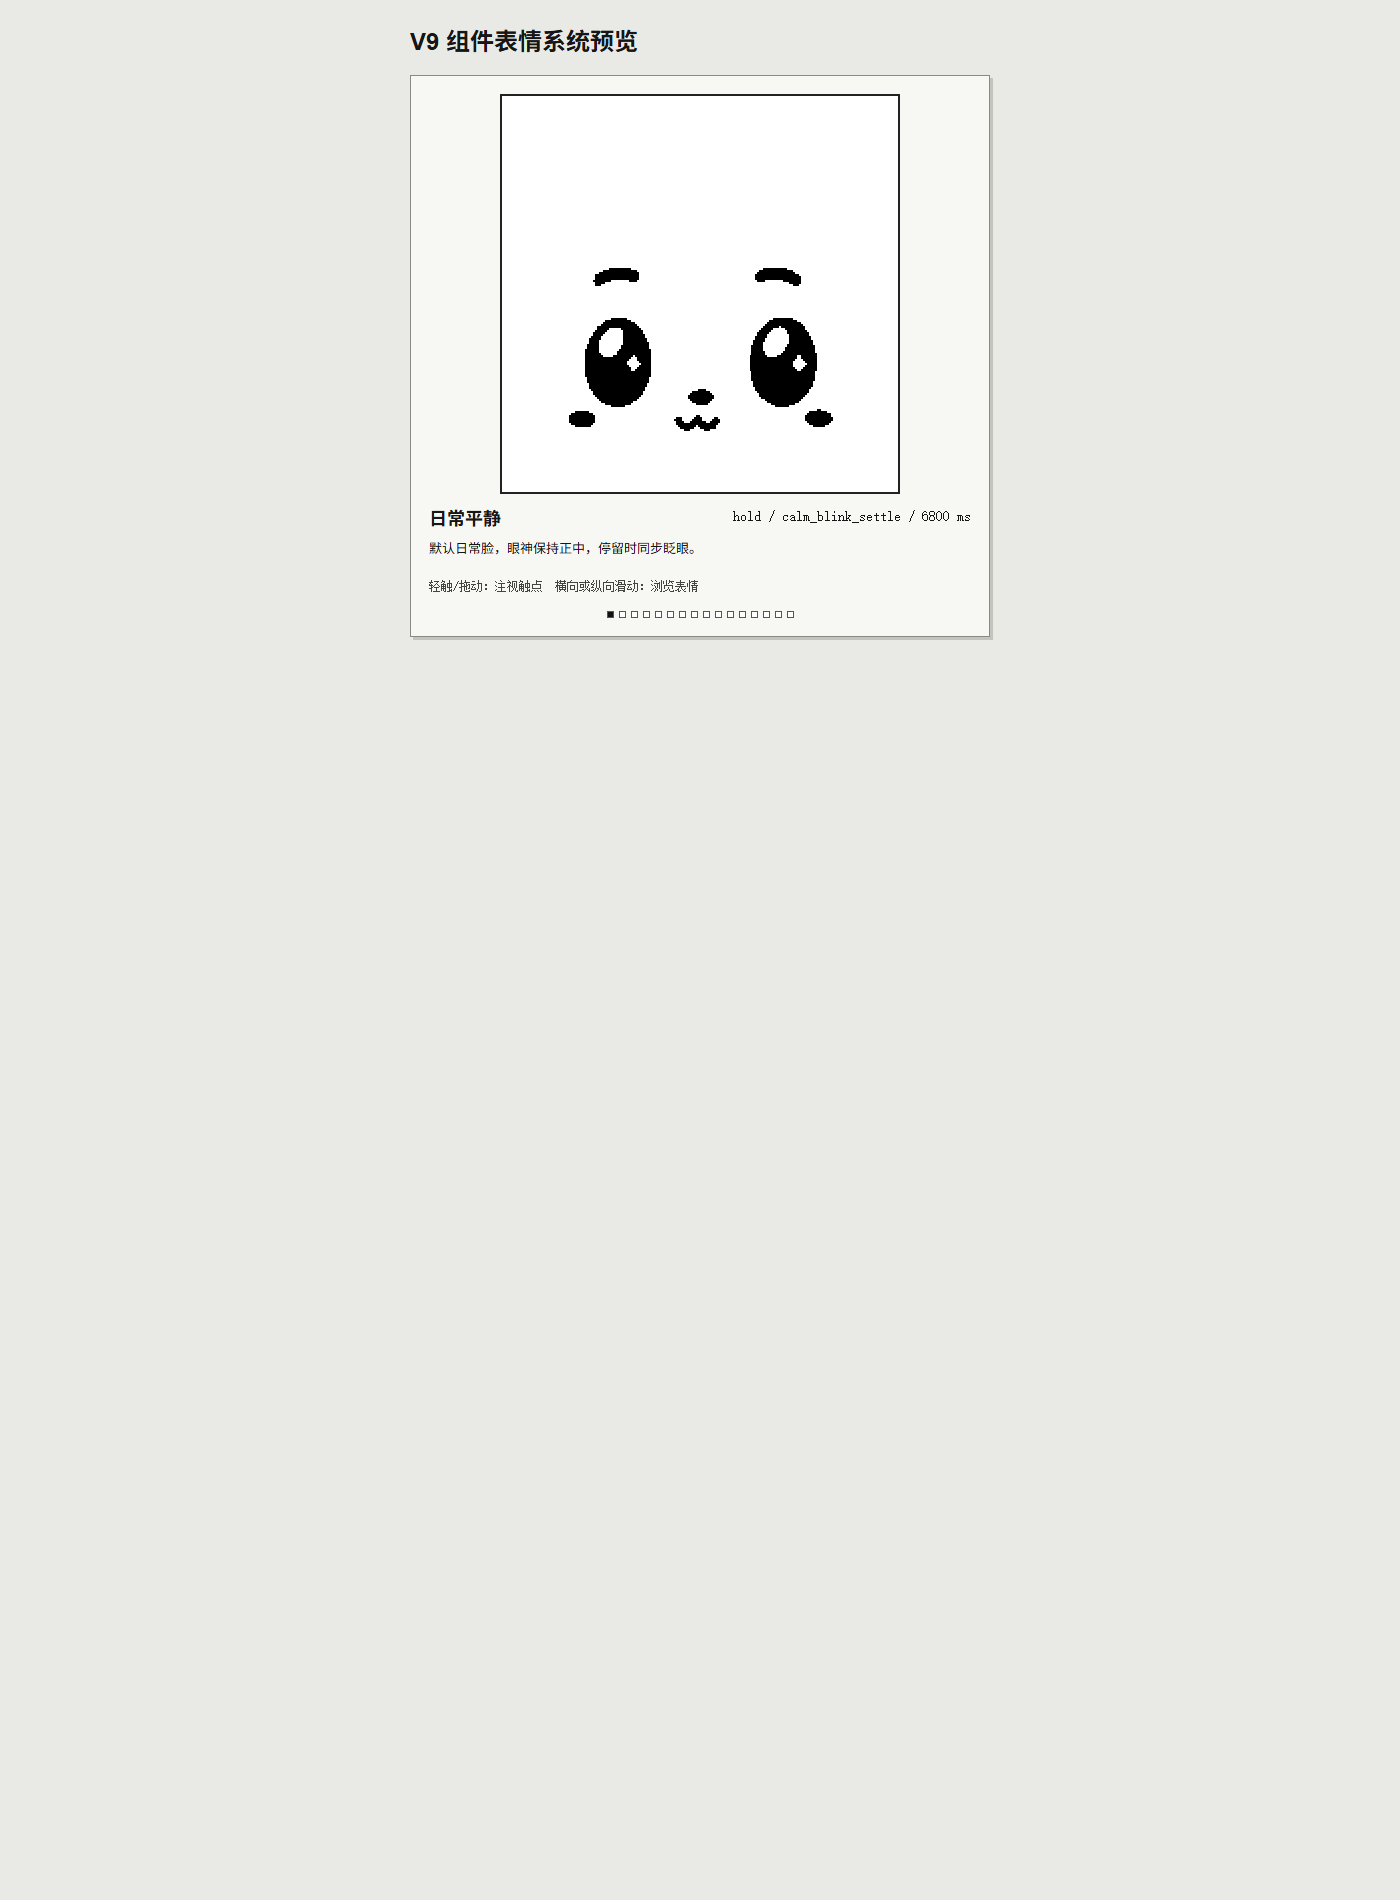 V9 组件表情系统预览
日常平静
hold / calm_blink_settle / 6800 ms
默认日常脸，眼神保持正中，停留时同步眨眼。
轻触/拖动：注视触点 横向或纵向滑动：浏览表情